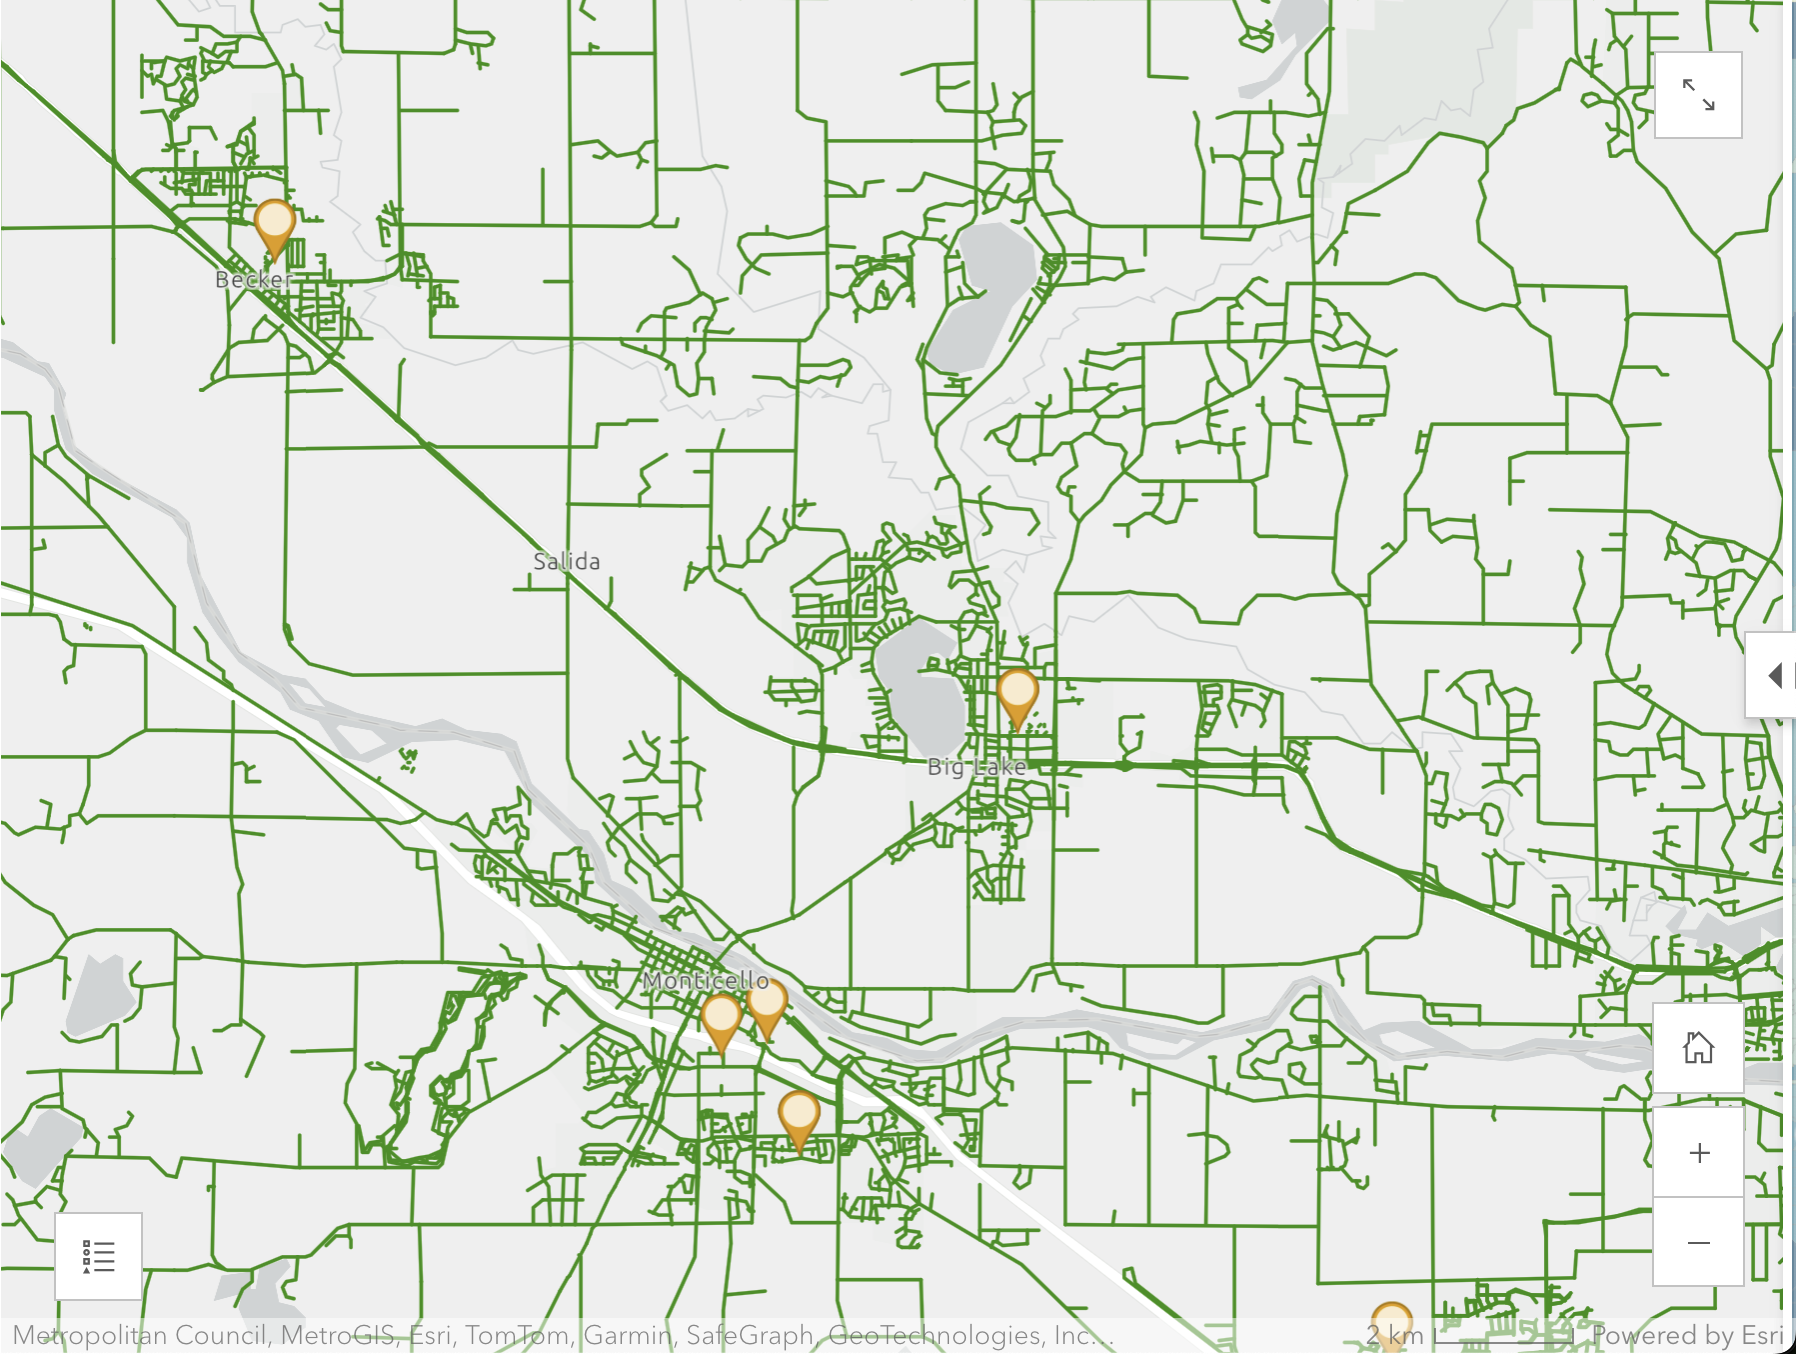 Becker
Salida
Big Lake
Monticello
Metropolitan Council, MetroGIS, Esri, TomTom, Garmin, SafeGraph, GeoTechnologies, Inc...
2 km
Powered by Esri